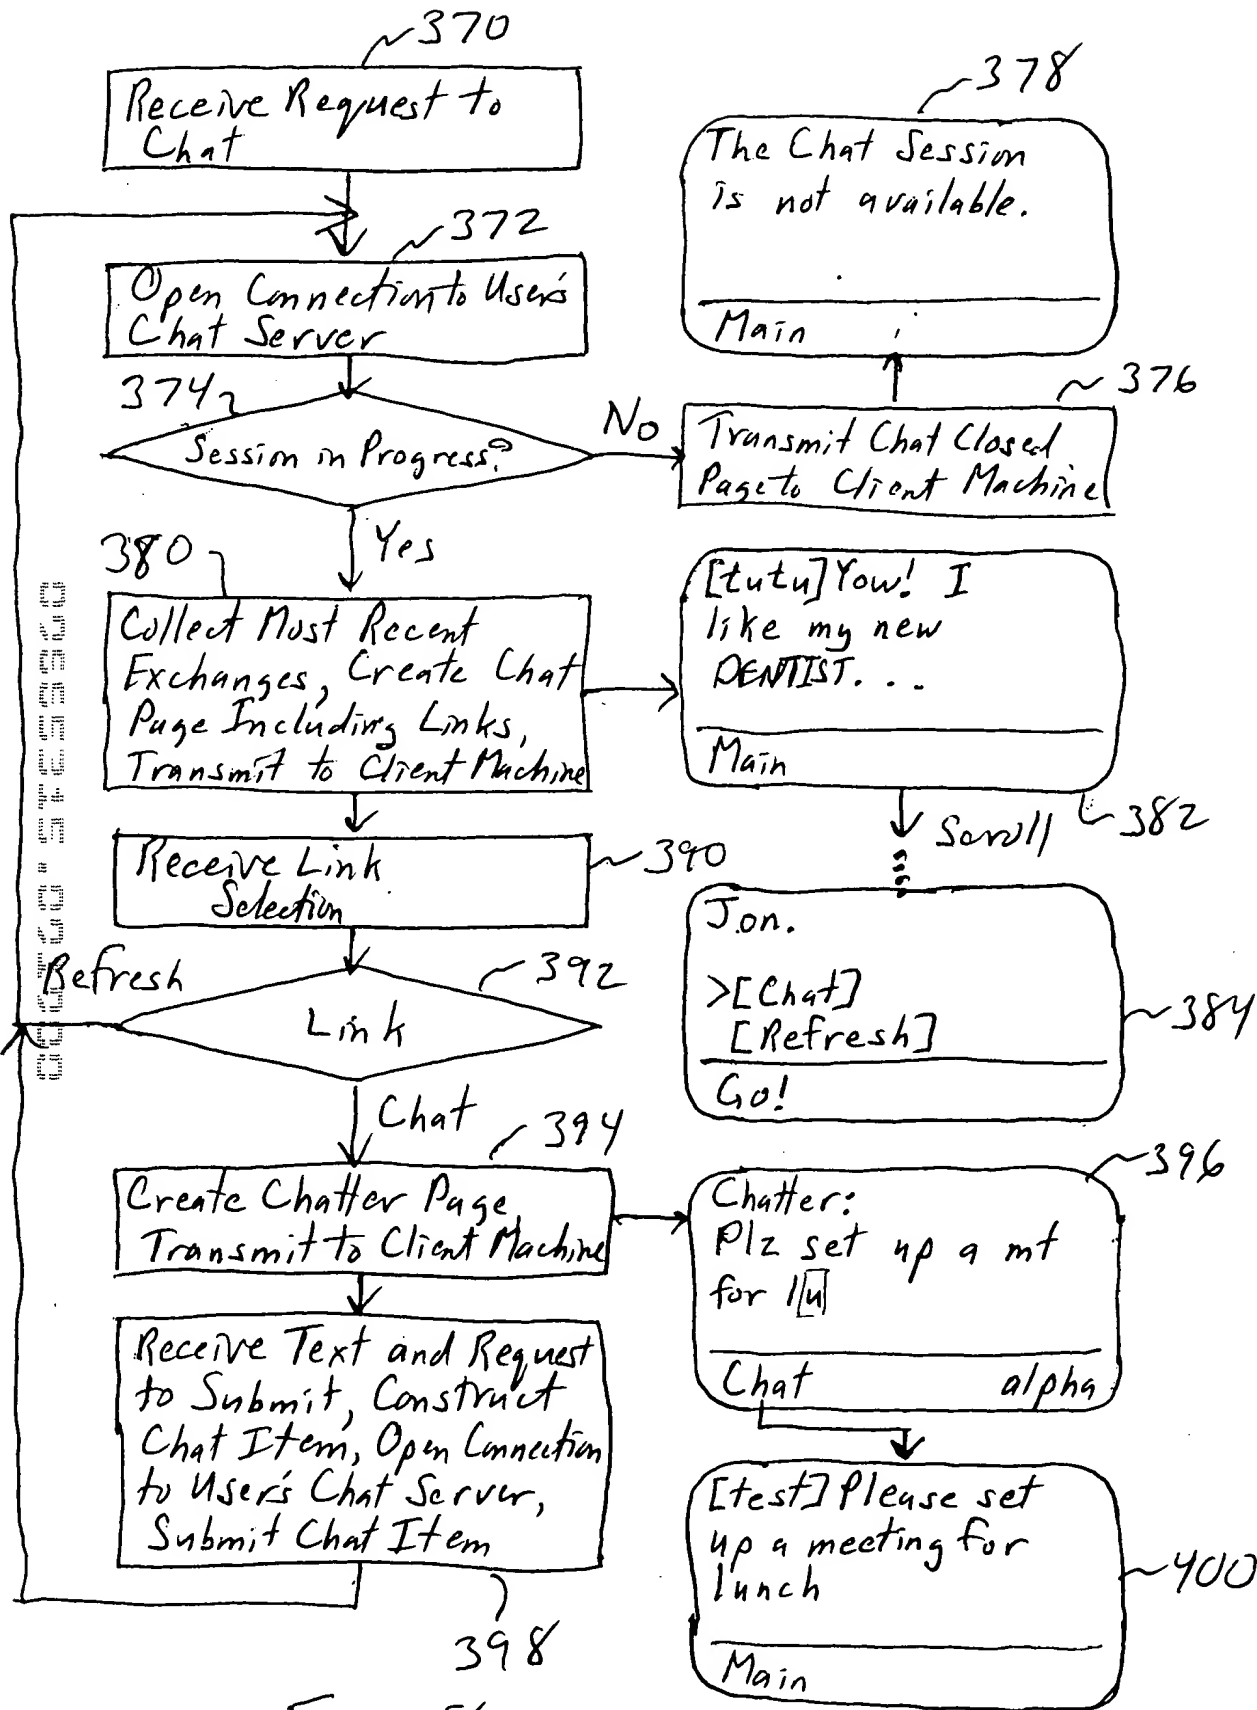 370
Receive Request to
Chat
378
The Chat Session
is not available.
Main
372
Open Connection to User's
Chat Server
374
Session in Progress?
No
376
Transmit Chat Closed
Page to Client Machine
Yes
380
Collect Most Recent
Exchanges, Create Chat
Page Including Links,
Transmit to Client Machine
[tutu] Yow! I
like my new
DENTIST...
Main
382
Scroll
390
Receive Link
Selection
Jon.
>[Chat]
[Refresh]
Go!
384
Refresh
392
Link
Chat
394
Create Chatter Page
Transmit to Client Machine
396
Chatter:
Plz set up a mt
for lu
Chat alpha
Receive Text and Request
to Submit, Construct
Chat Item, Open Connection
to User's Chat Server,
Submit Chat Item
398
[test] Please set
up a meeting for
lunch
Main
400